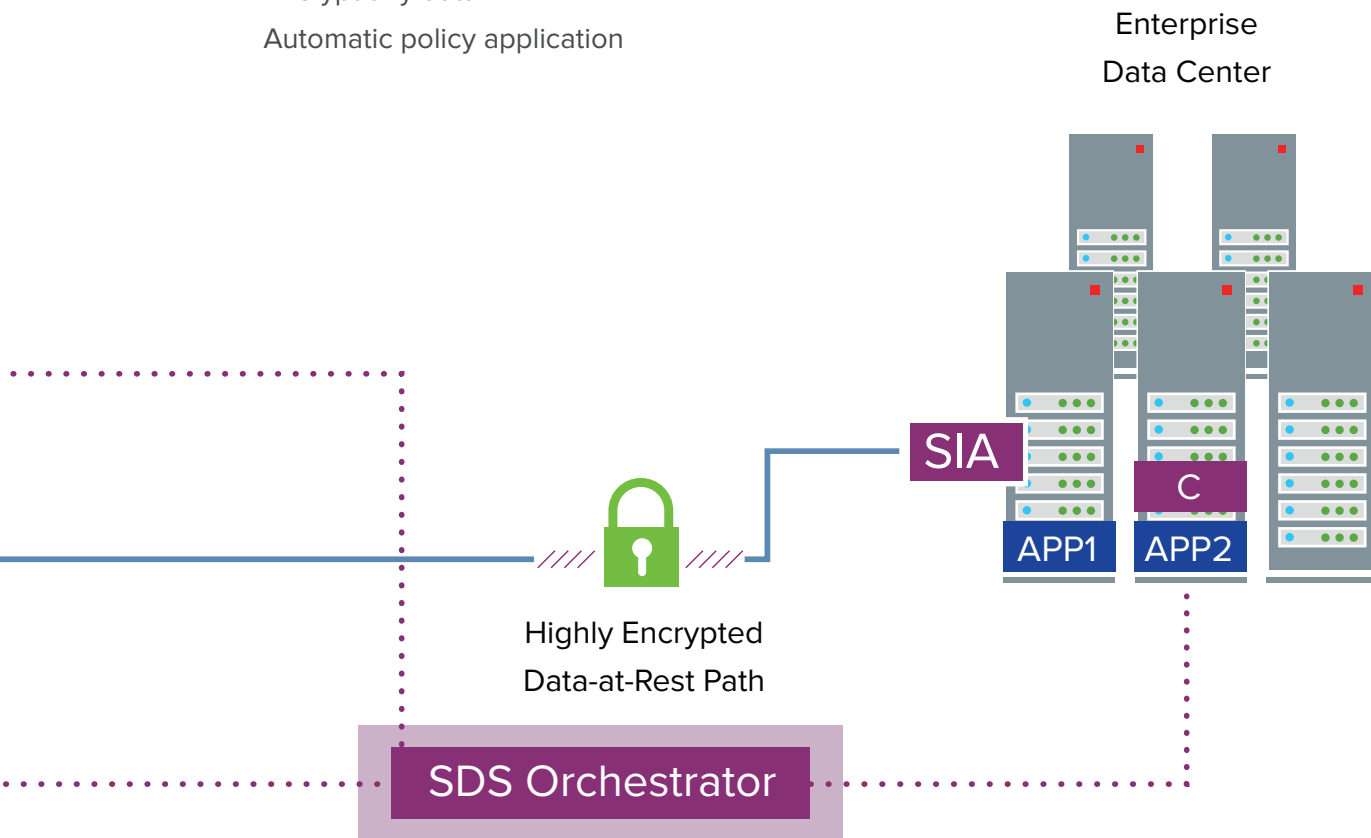 Automatic policy application
Enterprise
Data Center
SIA
C
APP1
APP2
Highly Encrypted
Data-at-Rest Path
SDS Orchestrator